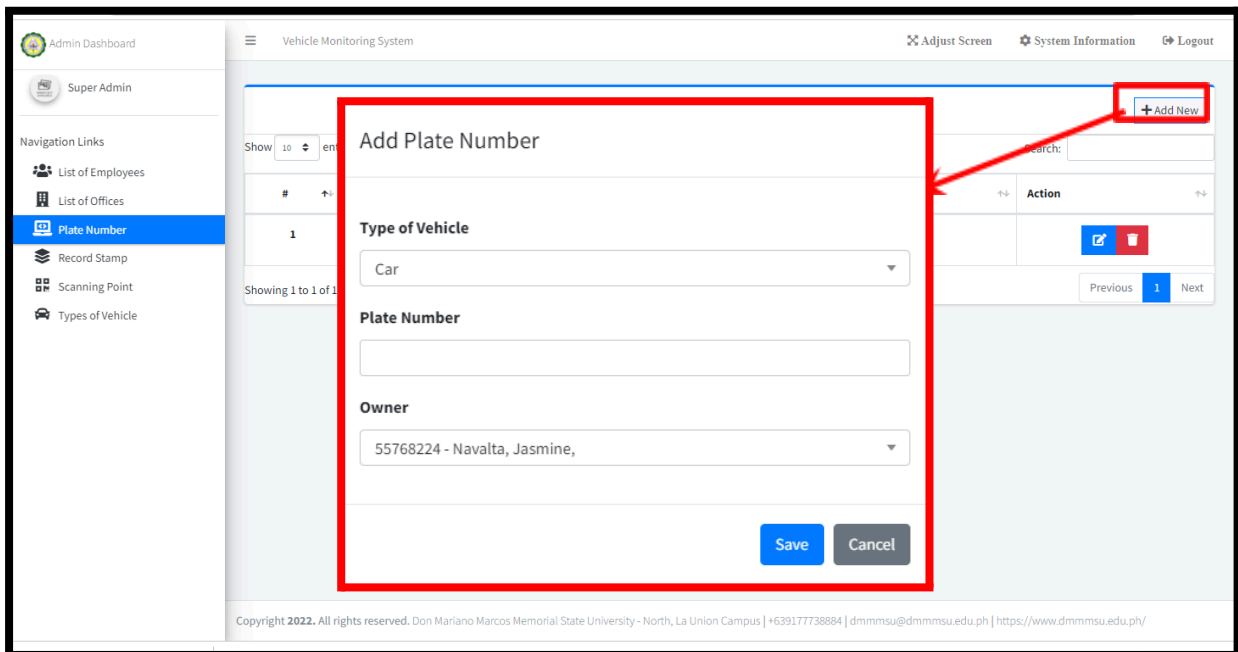 Admin Dashboard
Vehicle Monitoring System
Adjust Screen
System Information
Logout
Super Admin
Navigation Links
List of Employees
List of Offices
Plate Number
Record Stamp
Scanning Point
Types of Vehicle
+ Add New
Show 10 ent
Search:
# Action
1
Showing 1 to 1 of 1
Previous 1 Next
Add Plate Number
Type of Vehicle
Car
Plate Number
Owner
55768224 - Navalta, Jasmine,
Save Cancel
Copyright 2022. All rights reserved. Don Mariano Marcos Memorial State University - North, La Union Campus | +639177738884 | dmmmsu@dmmmsu.edu.ph | https://www.dmmmsu.edu.ph/